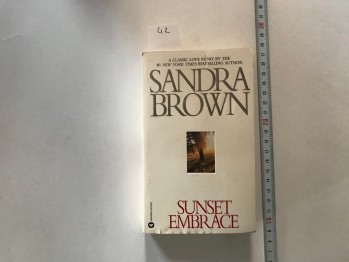 42
A CLASSIC LOVE STORY BY THE
#1 NEW YORK TIMES BESTSELLING AUTHOR
SANDRA
BROWN
SUNSET
EMBRACE